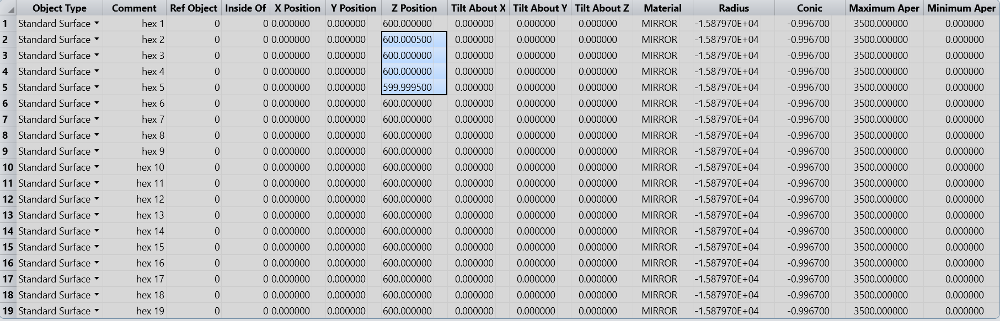 Object Type Comment Ref Object Inside Of X Position Y Position Z Position Tilt About X Tilt About Y Tilt About Z Material Radius Conic Maximum Aper Minimum Aper
1 Standard Surface hex 1 0 0 0.000000 0.000000 600.000000 0.000000 0.000000 0.000000 MIRROR -1.587970E+04 -0.996700 3500.000000 0.000000
2 Standard Surface hex 2 0 0 0.000000 0.000000 600.000500 0.000000 0.000000 0.000000 MIRROR -1.587970E+04 -0.996700 3500.000000 0.000000
3 Standard Surface hex 3 0 0 0.000000 0.000000 600.000000 0.000000 0.000000 0.000000 MIRROR -1.587970E+04 -0.996700 3500.000000 0.000000
4 Standard Surface hex 4 0 0 0.000000 0.000000 600.000000 0.000000 0.000000 0.000000 MIRROR -1.587970E+04 -0.996700 3500.000000 0.000000
5 Standard Surface hex 5 0 0 0.000000 0.000000 599.999500 0.000000 0.000000 0.000000 MIRROR -1.587970E+04 -0.996700 3500.000000 0.000000
6 Standard Surface hex 6 0 0 0.000000 0.000000 600.000000 0.000000 0.000000 0.000000 MIRROR -1.587970E+04 -0.996700 3500.000000 0.000000
7 Standard Surface hex 7 0 0 0.000000 0.000000 600.000000 0.000000 0.000000 0.000000 MIRROR -1.587970E+04 -0.996700 3500.000000 0.000000
8 Standard Surface hex 8 0 0 0.000000 0.000000 600.000000 0.000000 0.000000 0.000000 MIRROR -1.587970E+04 -0.996700 3500.000000 0.000000
9 Standard Surface hex 9 0 0 0.000000 0.000000 600.000000 0.000000 0.000000 0.000000 MIRROR -1.587970E+04 -0.996700 3500.000000 0.000000
10 Standard Surface hex 10 0 0 0.000000 0.000000 600.000000 0.000000 0.000000 0.000000 MIRROR -1.587970E+04 -0.996700 3500.000000 0.000000
11 Standard Surface hex 11 0 0 0.000000 0.000000 600.000000 0.000000 0.000000 0.000000 MIRROR -1.587970E+04 -0.996700 3500.000000 0.000000
12 Standard Surface hex 12 0 0 0.000000 0.000000 600.000000 0.000000 0.000000 0.000000 MIRROR -1.587970E+04 -0.996700 3500.000000 0.000000
13 Standard Surface hex 13 0 0 0.000000 0.000000 600.000000 0.000000 0.000000 0.000000 MIRROR -1.587970E+04 -0.996700 3500.000000 0.000000
14 Standard Surface hex 14 0 0 0.000000 0.000000 600.000000 0.000000 0.000000 0.000000 MIRROR -1.587970E+04 -0.996700 3500.000000 0.000000
15 Standard Surface hex 15 0 0 0.000000 0.000000 600.000000 0.000000 0.000000 0.000000 MIRROR -1.587970E+04 -0.996700 3500.000000 0.000000
16 Standard Surface hex 16 0 0 0.000000 0.000000 600.000000 0.000000 0.000000 0.000000 MIRROR -1.587970E+04 -0.996700 3500.000000 0.000000
17 Standard Surface hex 17 0 0 0.000000 0.000000 600.000000 0.000000 0.000000 0.000000 MIRROR -1.587970E+04 -0.996700 3500.000000 0.000000
18 Standard Surface hex 18 0 0 0.000000 0.000000 600.000000 0.000000 0.000000 0.000000 MIRROR -1.587970E+04 -0.996700 3500.000000 0.000000
19 Standard Surface hex 19 0 0 0.000000 0.000000 600.000000 0.000000 0.000000 0.000000 MIRROR -1.587970E+04 -0.996700 3500.000000 0.000000